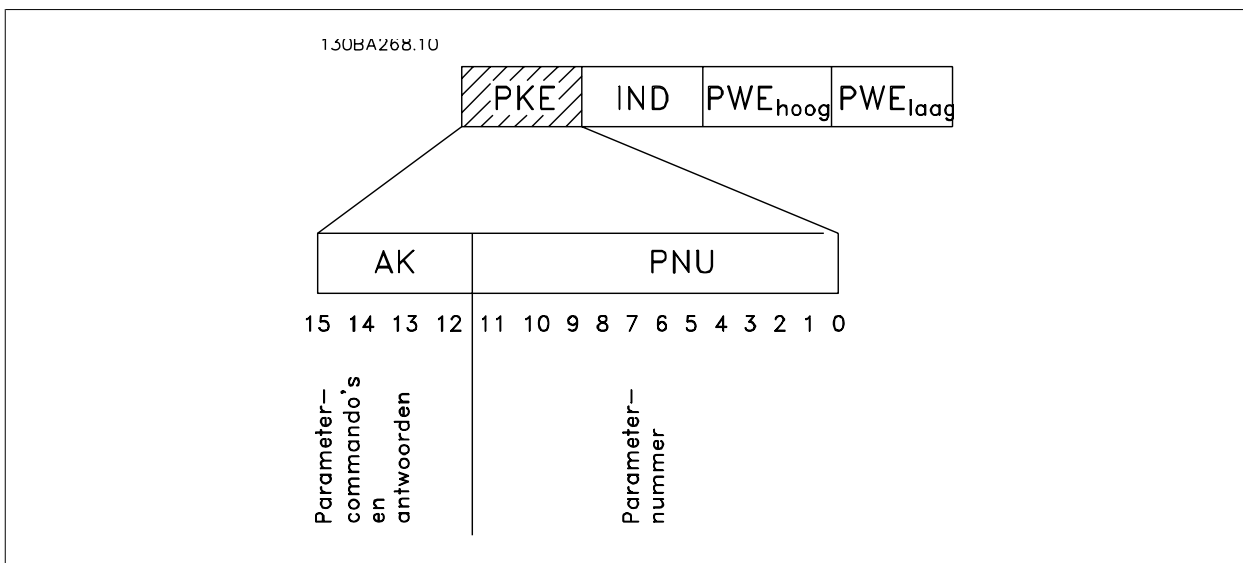 130BA268.10
PKE IND PWEhoog PWElaag
AK PNU
15 14 13 12 11 10 9 8 7 6 5 4 3 2 1 0
Parameter-
commando's
en
antwoorden
Parameter-
nummer